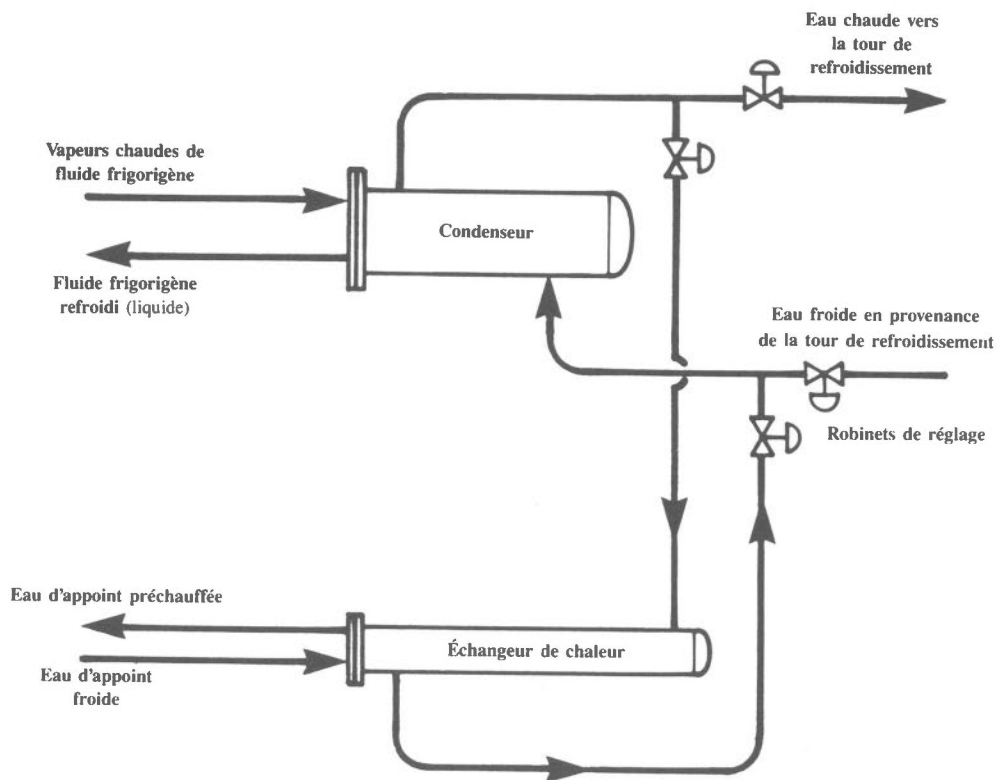 Eau chaude vers
la tour de
refroidissement
Vapeurs chaudes de
fluide frigorigène
Condenseur
Fluide frigorigène
refroidi (liquide)
Eau froide en provenance
de la tour de refroidissement
Robinets de réglage
Eau d'appoint préchauffée
Échangeur de chaleur
Eau d'appoint
froide